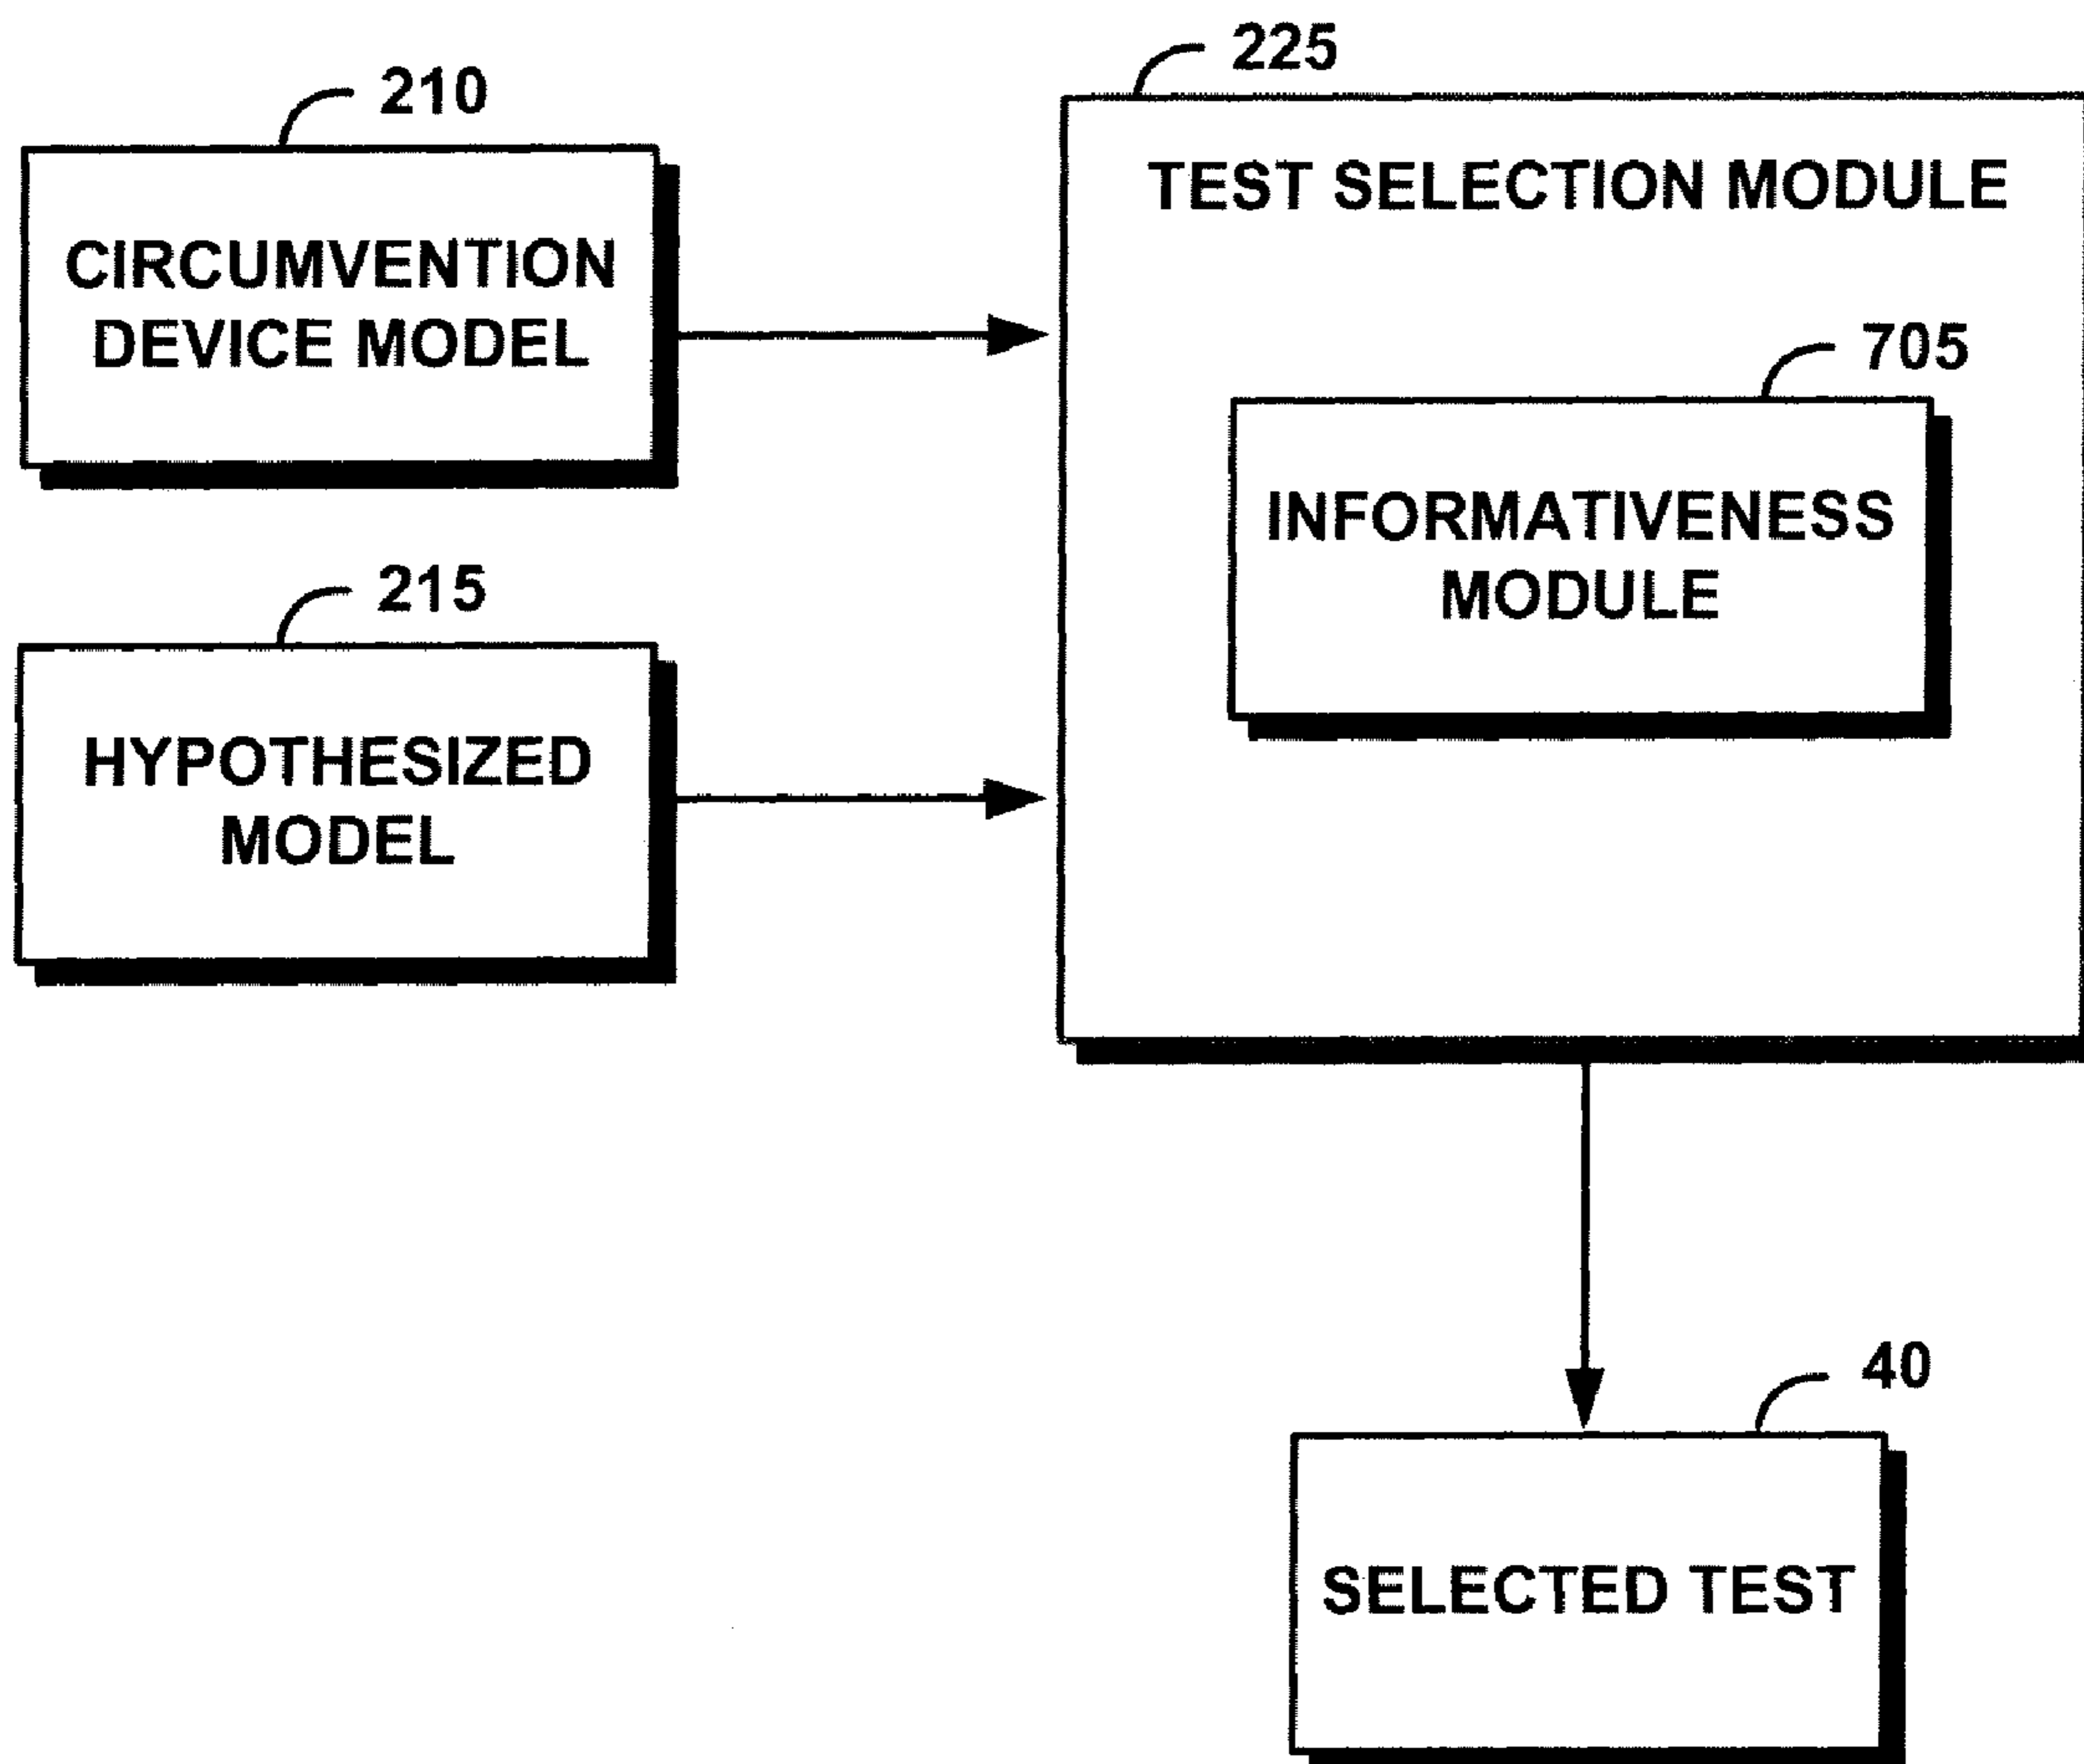 210
CIRCUMVENTION
DEVICE MODEL
215
HYPOTHESIZED
MODEL
225
TEST SELECTION MODULE
705
INFORMATIVENESS
MODULE
40
SELECTED TEST